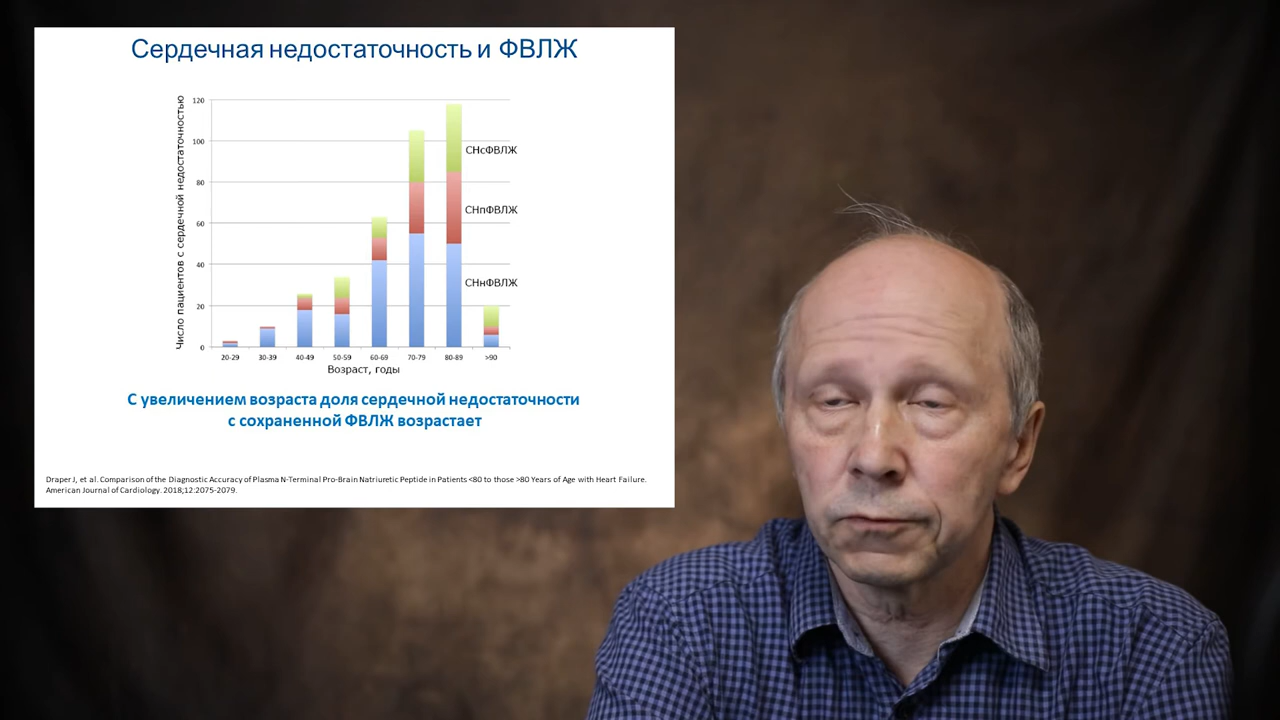 Сердечная недостаточность и ФВЛЖ
Число пациентов с сердечной недостаточностью
120
100
80
60
40
20
0
СНсФВЛЖ
СНпФВЛЖ
СНнФВЛЖ
20-29 30-39 40-49 50-59 60-69 70-79 80-89 >90
Возраст, годы
С увеличением возраста доля сердечной недостаточности
с сохраненной ФВЛЖ возрастает
Draper J, et al. Comparison of the Diagnostic Accuracy of Plasma N-Terminal Pro-Brain Natriuretic Peptide in Patients <80 to those >80 Years of Age with Heart Failure.
American Journal of Cardiology. 2018;12:2075-2079.